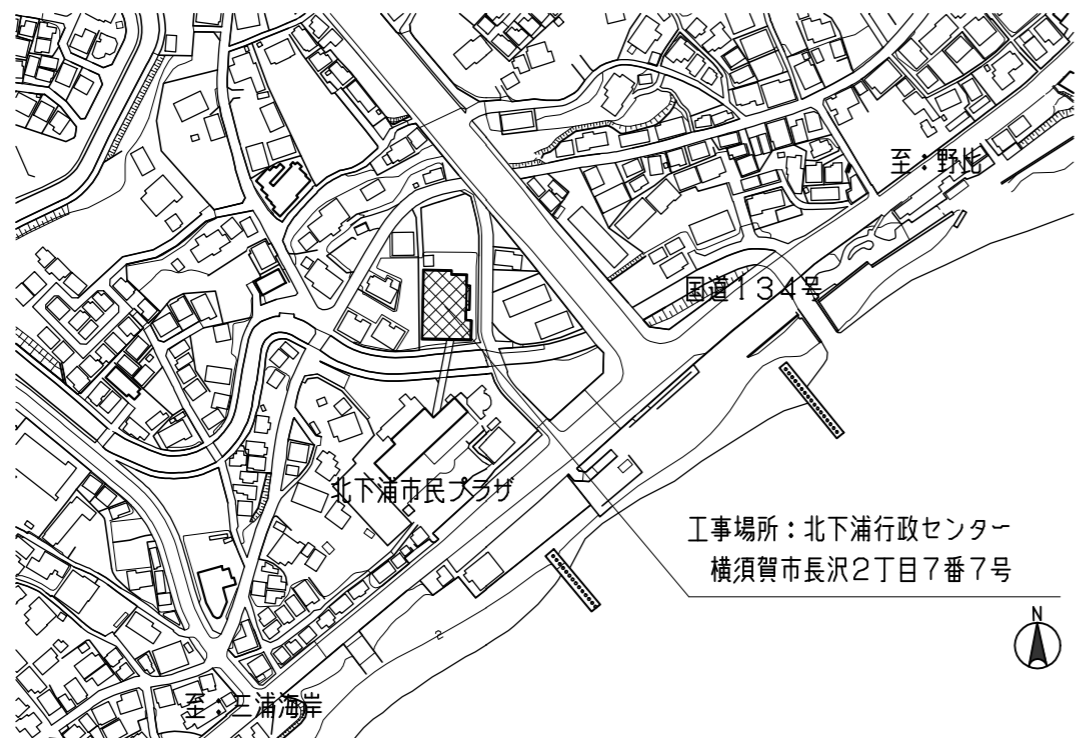 至：野比
国道１３４号
北下浦市民プラザ
工事場所：北下浦行政センター
横須賀市長沢２丁目７番７号
N
至：三浦海岸